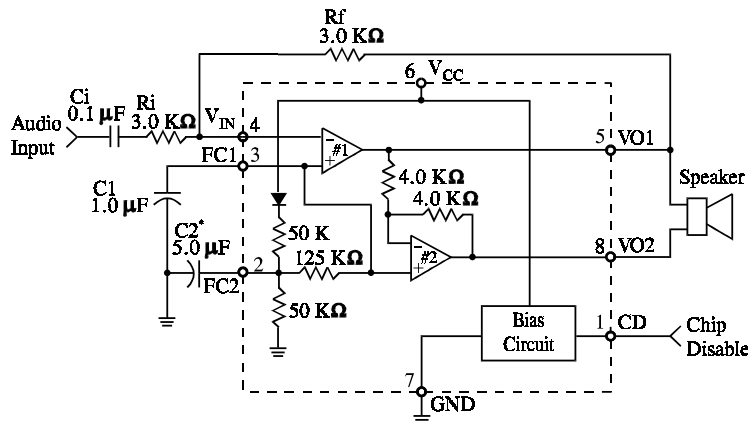 Rf
3.0 KΩ
6 VCC
Ci
0.1 μF
Ri
3.0 KΩ
VIN 4
Audio
Input
5 VO1
FC1 3
#1
C1
1.0 μF
4.0 KΩ
4.0 KΩ
Speaker
C2*
5.0 μF
50 K
125 KΩ
#2
8 VO2
2
FC2
50 KΩ
Bias
Circuit
1 CD
Chip
Disable
7
GND